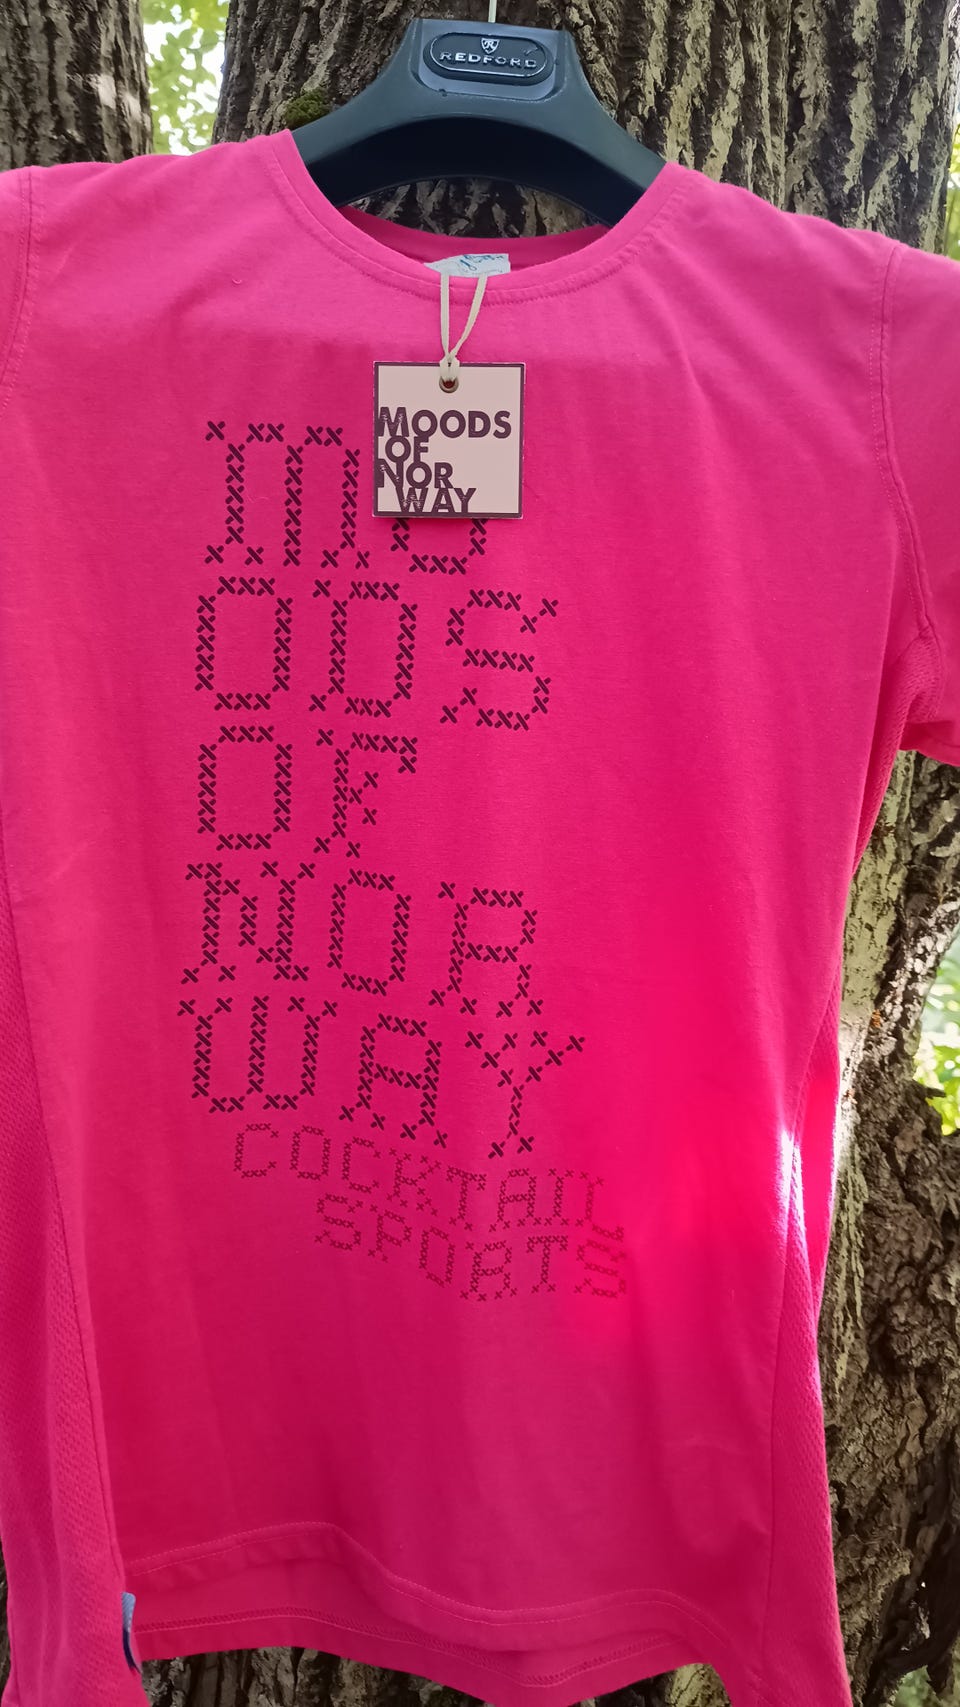 R
REDFORD
MOODS
OF
NOR
WAY
MO
ODS
OF
NOR
WAY
COCKTAIL
SPORTS